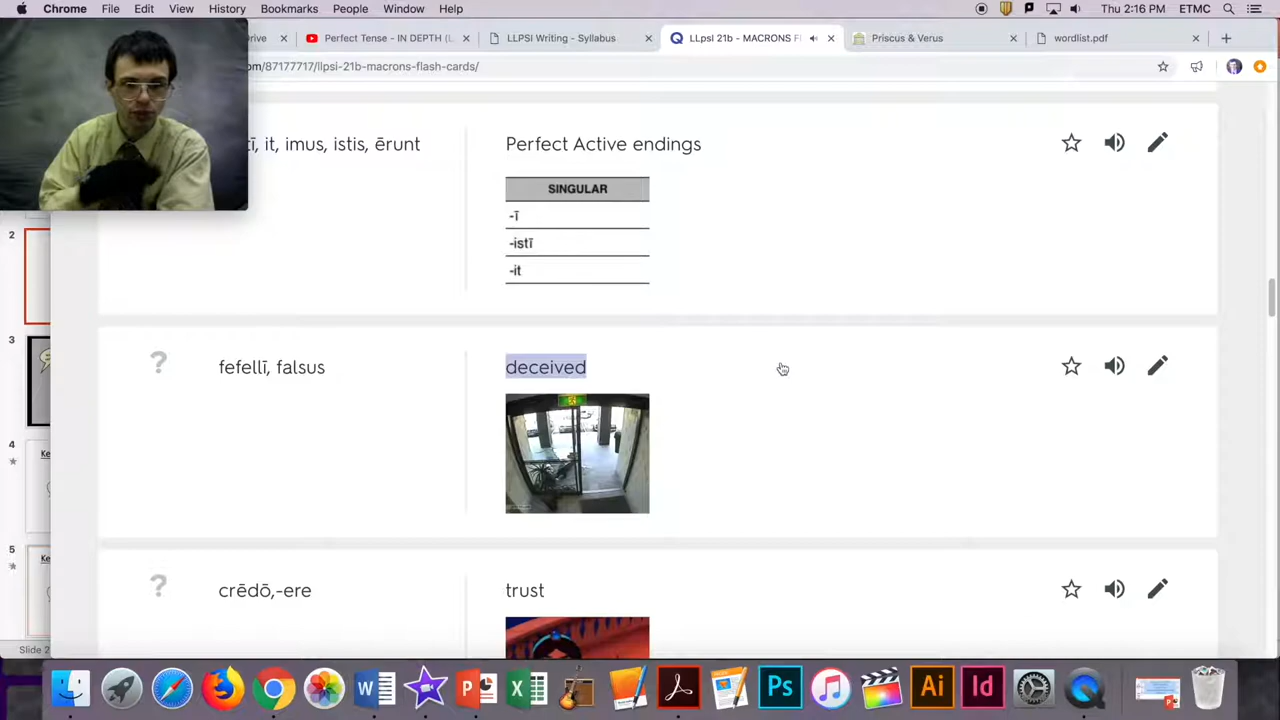 Chrome File Edit View History Bookmarks People Window Help Thu 2:16 PM ETMC
Perfect Tense - IN DEPTH (L LLPSI Writing - Syllabus LLpsi 21b - MACRONS Fl Priscus & Verus wordlist.pdf
/87177717/llpsi-21b-macrons-flash-cards/
ī, it, imus, istis, ērunt
Perfect Active endings
SINGULAR
-ī
-istī
-it
2
fefellī, falsus
deceived
3
4
5
crēdō,-ere
trust
Slide 2